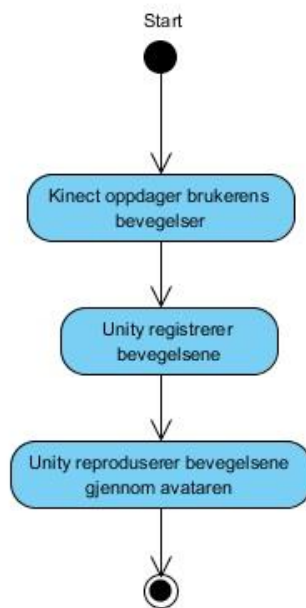 Start
Kinect oppdager brukerens
bevegelser
Unity registrerer
bevegelsene
Unity reproduserer bevegelsene
gjennom avataren